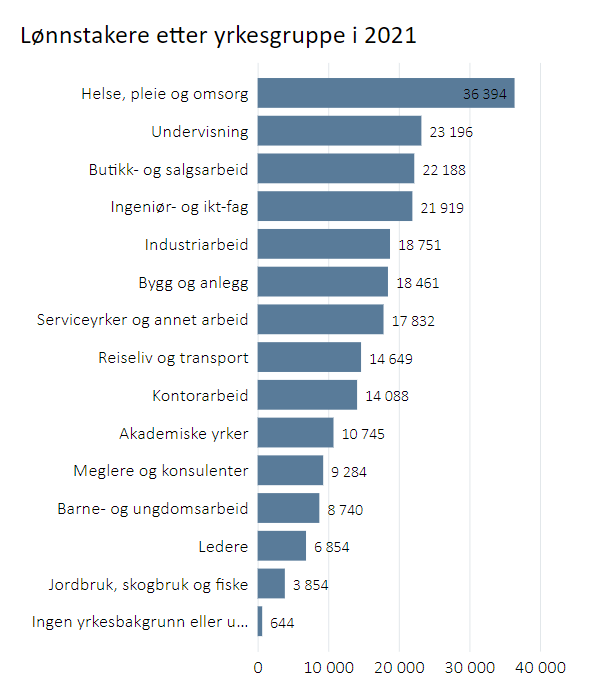 Lønnstakere etter yrkesgruppe i 2021
Helse, pleie og omsorg 36 394
Undervisning 23 196
Butikk- og salgsarbeid 22 188
Ingeniør- og ikt-fag 21 919
Industriarbeid 18 751
Bygg og anlegg 18 461
Serviceyrker og annet arbeid 17 832
Reiseliv og transport 14 649
Kontorarbeid 14 088
Akademiske yrker 10 745
Meglere og konsulenter 9 284
Barne- og ungdomsarbeid 8 740
Ledere 6 854
Jordbruk, skogbruk og fiske 3 854
Ingen yrkesbakgrunn eller u... 644
0 10 000 20 000 30 000 40 000